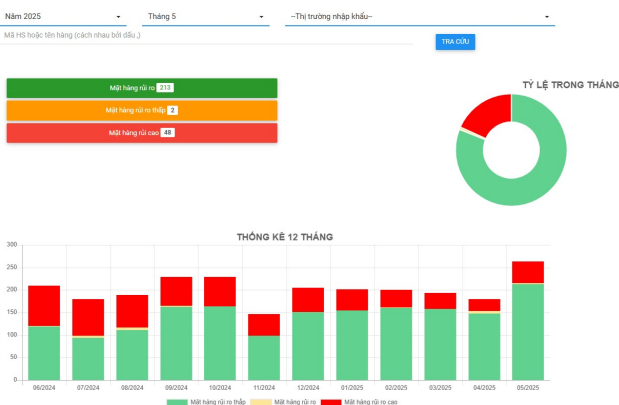 Năm 2025
Tháng 5
--Thị trường nhập khẩu--
Mã HS hoặc tên hàng (cách nhau bởi dấu ,)
TRA CỨU
Mặt hàng rủi ro 213
Mặt hàng rủi ro thấp 2
Mặt hàng rủi cao 48
TỶ LỆ TRONG THÁNG
THỐNG KÊ 12 THÁNG
300
250
200
150
100
50
0
06/2024 07/2024 08/2024 09/2024 10/2024 11/2024 12/2024 01/2025 02/2025 03/2025 04/2025 05/2025
Mặt hàng rủi ro thấp Mặt hàng rủi ro Mặt hàng rủi ro cao